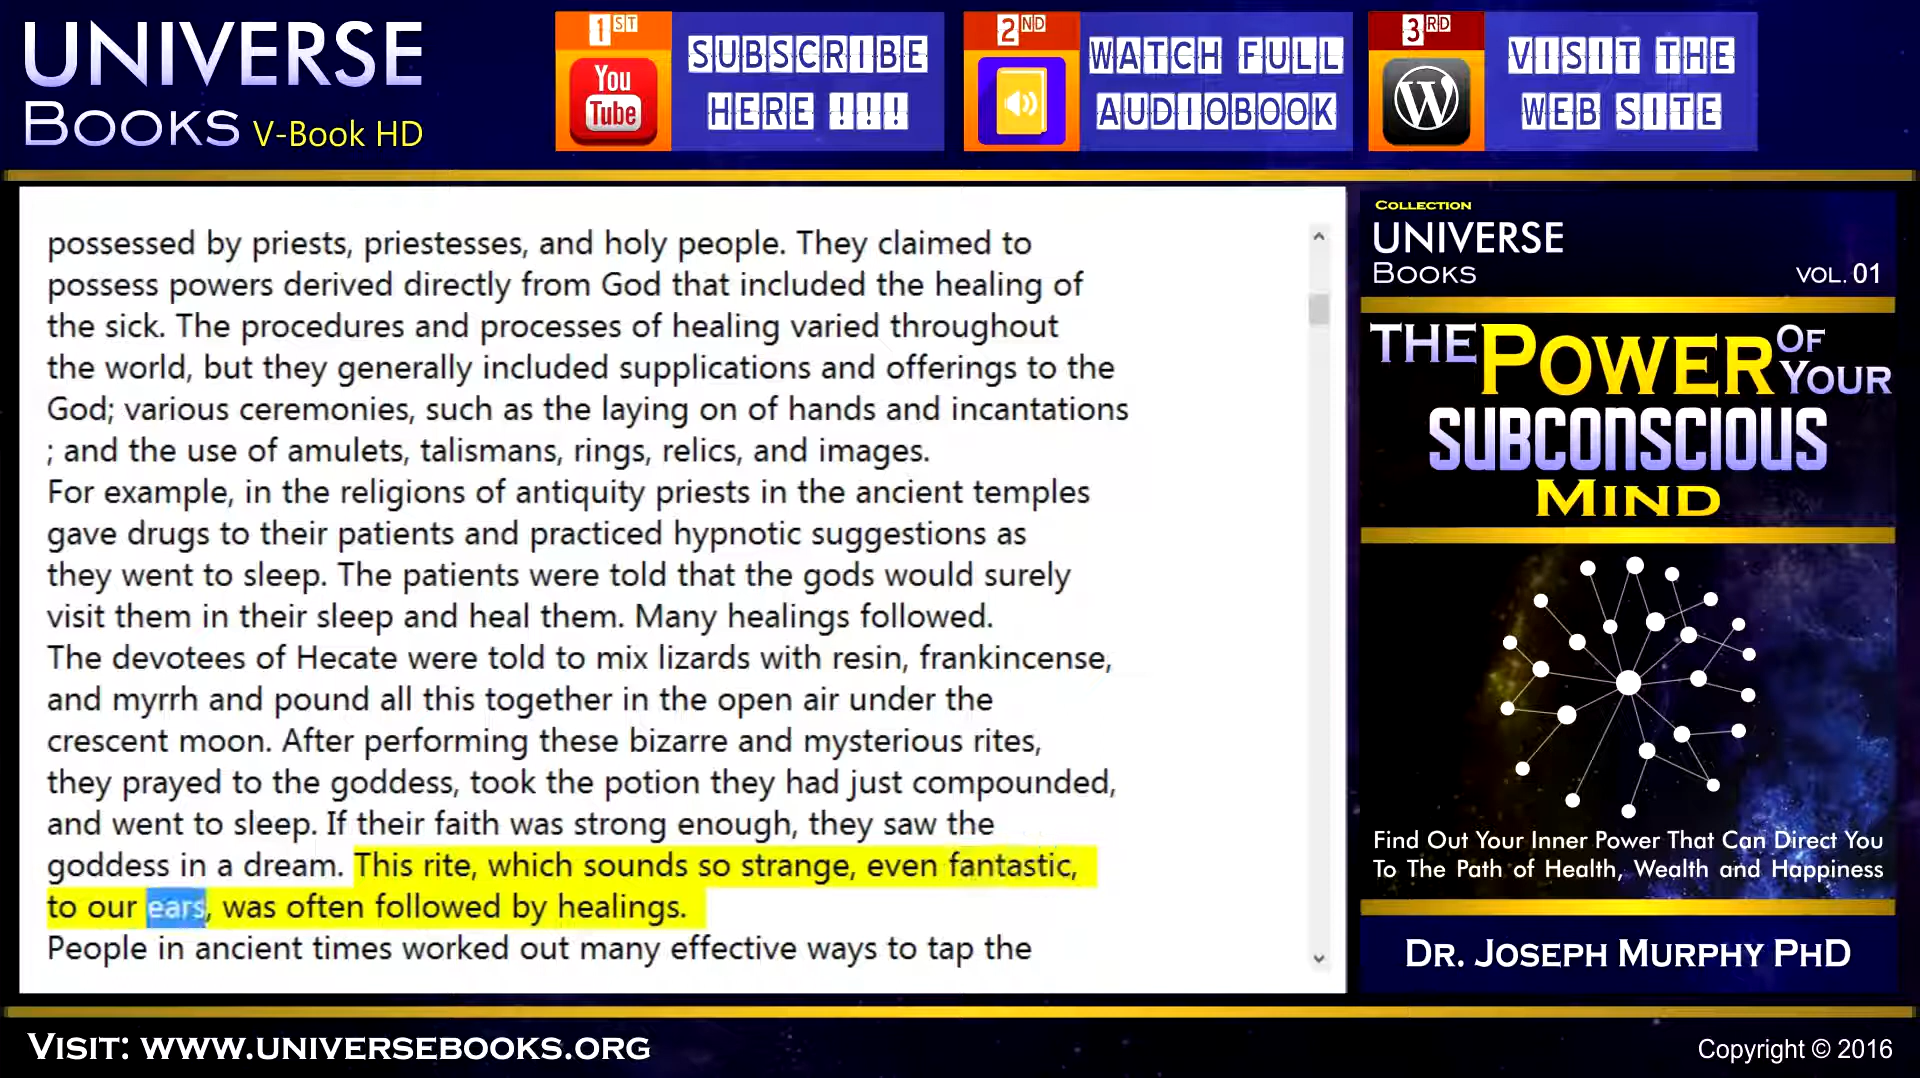 UNIVERSE
BOOKS V-Book HD
1ST
You
Tube
SUBSCRIBE
HERE !!!
2ND
WATCH FULL
AUDIOBOOK
3RD
VISIT THE
WEB SITE
possessed by priests, priestesses, and holy people. They claimed to
possess powers derived directly from God that included the healing of
the sick. The procedures and processes of healing varied throughout
the world, but they generally included supplications and offerings to the
God; various ceremonies, such as the laying on of hands and incantations
; and the use of amulets, talismans, rings, relics, and images.
For example, in the religions of antiquity priests in the ancient temples
gave drugs to their patients and practiced hypnotic suggestions as
they went to sleep. The patients were told that the gods would surely
visit them in their sleep and heal them. Many healings followed.
The devotees of Hecate were told to mix lizards with resin, frankincense,
and myrrh and pound all this together in the open air under the
crescent moon. After performing these bizarre and mysterious rites,
they prayed to the goddess, took the potion they had just compounded,
and went to sleep. If their faith was strong enough, they saw the
goddess in a dream. This rite, which sounds so strange, even fantastic,
to our ears, was often followed by healings.
People in ancient times worked out many effective ways to tap the
COLLECTION
UNIVERSE
BOOKS VOL. 01
THE POWER OF YOUR
SUBCONSCIOUS
MIND
Find Out Your Inner Power That Can Direct You
To The Path of Health, Wealth and Happiness
DR. JOSEPH MURPHY PHD
VISIT: WWW.UNIVERSEBOOKS.ORG
Copyright © 2016